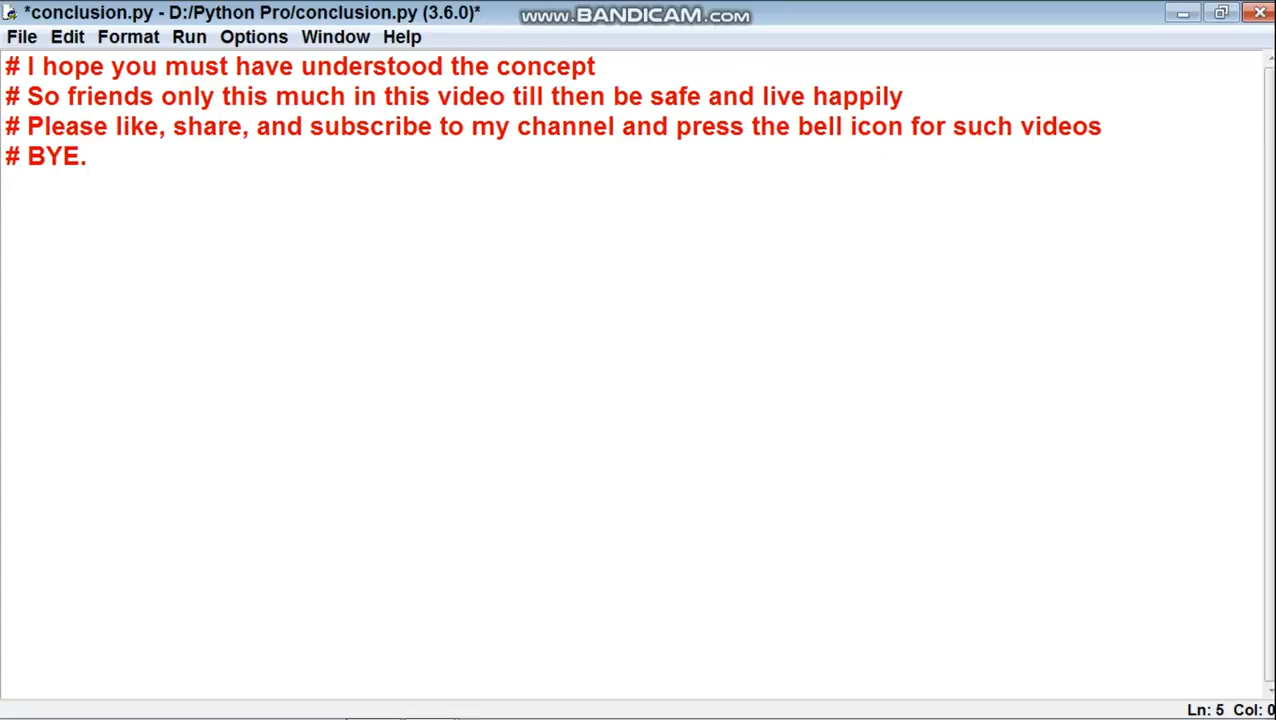 *conclusion.py - D:/Python Pro/conclusion.py (3.6.0)*
www.BANDICAM.com
File Edit Format Run Options Window Help
# I hope you must have understood the concept
# So friends only this much in this video till then be safe and live happily
# Please like, share, and subscribe to my channel and press the bell icon for such videos
# BYE.
Ln: 5 Col: 0